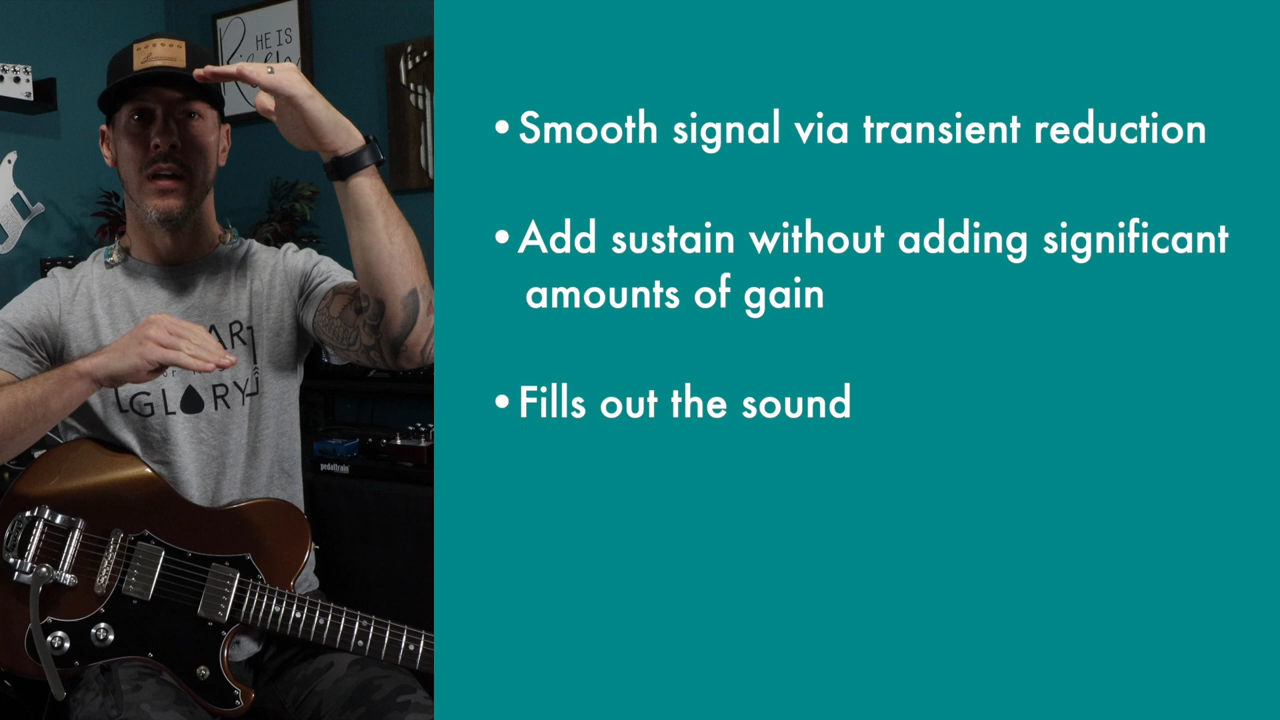 HE IS
Risen
•Smooth signal via transient reduction
•Add sustain without adding significant
amounts of gain
•Fills out the sound
GLORY
pedaltrain